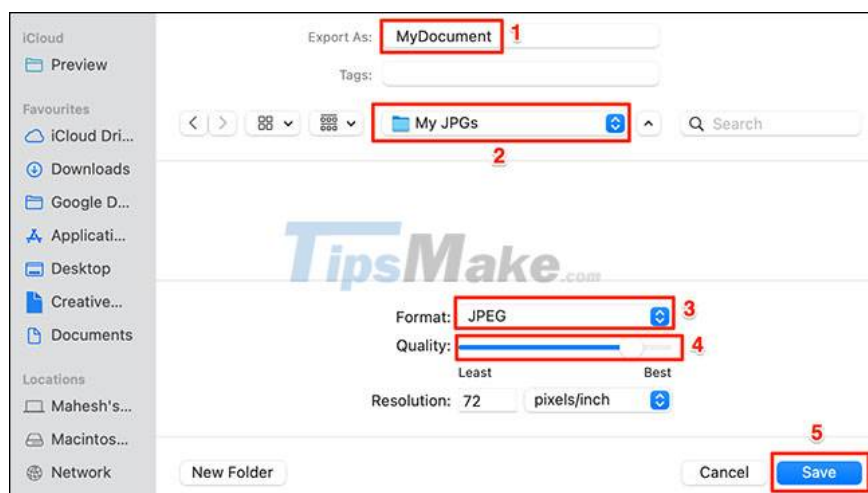 iCloud
Preview
Favourites
iCloud Dri...
Downloads
Google D...
Applicati...
Desktop
Creative...
Documents
Locations
Mahesh's...
Macintos...
Network
Export As: MyDocument 1
Tags:
My JPGs
Search
2
TipsMake.com
Format: JPEG 3
Quality: 4
Least Best
Resolution: 72 pixels/inch
5
New Folder Cancel Save